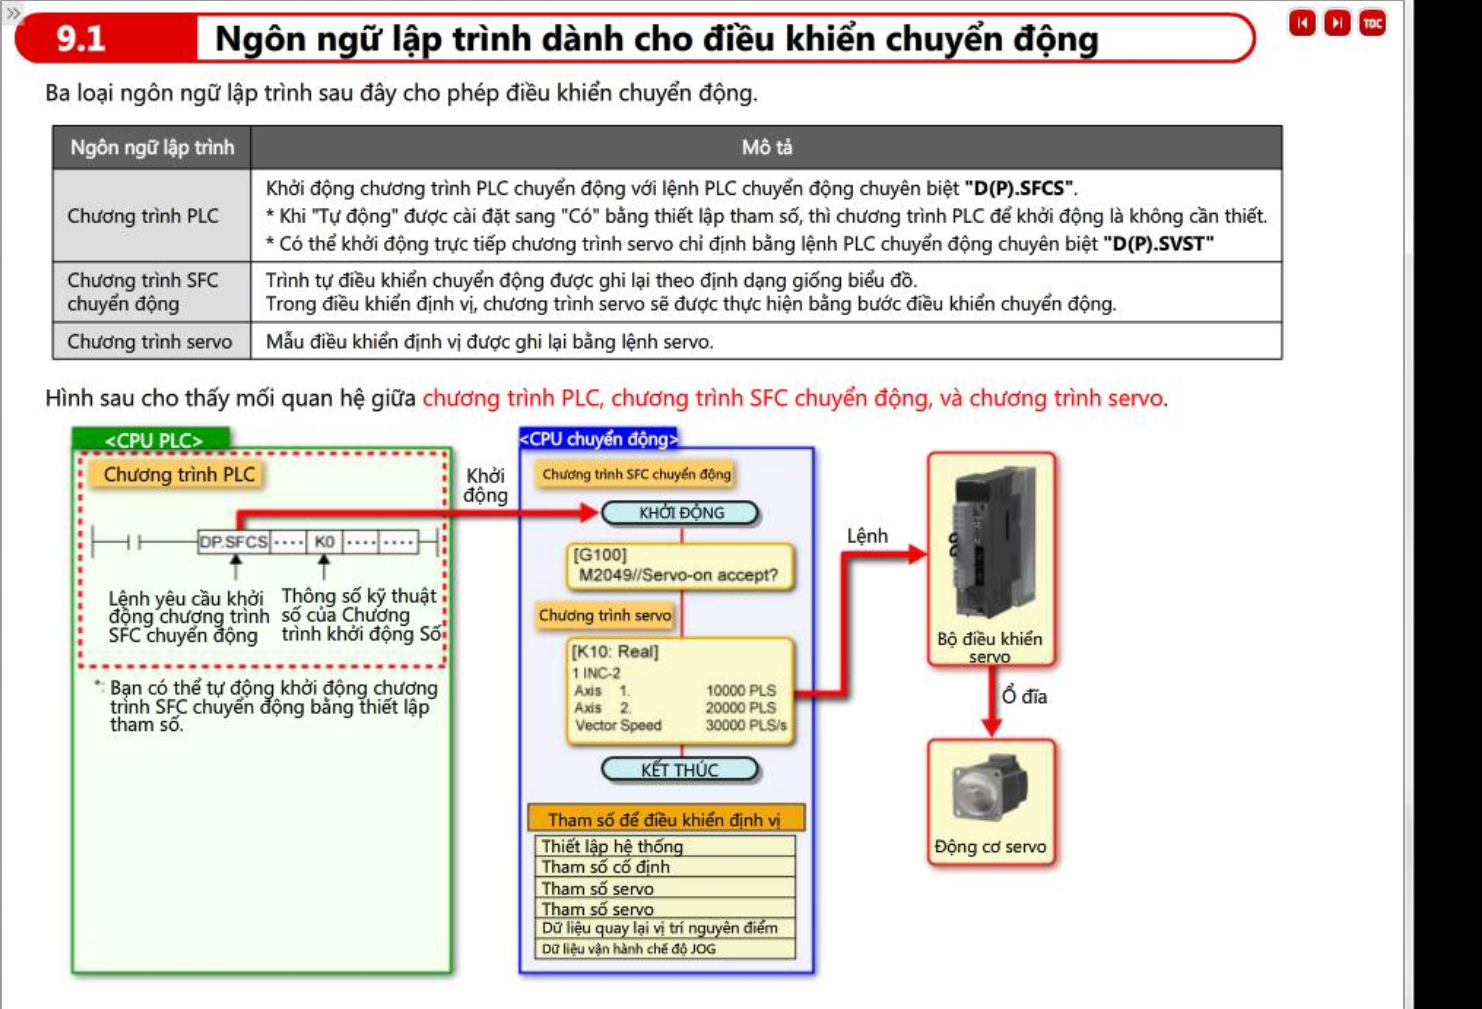 9.1
Ngôn ngữ lập trình dành cho điều khiển chuyển động
TOC
Ba loại ngôn ngữ lập trình sau đây cho phép điều khiển chuyển động.
Ngôn ngữ lập trình
Mô tả
Chương trình PLC
Khởi động chương trình PLC chuyển động với lệnh PLC chuyển động chuyên biệt "D(P).SFCS".
* Khi "Tự động" được cài đặt sang "Có" bằng thiết lập tham số, thì chương trình PLC để khởi động là không cần thiết.
* Có thể khởi động trực tiếp chương trình servo chỉ định bằng lệnh PLC chuyển động chuyên biệt "D(P).SVST"
Chương trình SFC
chuyển động
Trình tự điều khiển chuyển động được ghi lại theo định dạng giống biểu đồ.
Trong điều khiển định vị, chương trình servo sẽ được thực hiện bằng bước điều khiển chuyển động.
Chương trình servo
Mẫu điều khiển định vị được ghi lại bằng lệnh servo.
Hình sau cho thấy mối quan hệ giữa chương trình PLC, chương trình SFC chuyển động, và chương trình servo.
<CPU PLC>
Chương trình PLC
DP.SFCS
····
K0
····
····
Lệnh yêu cầu khởi
động chương trình
SFC chuyển động
Thông số kỹ thuật
số của Chương
trình khởi động Số
*: Bạn có thể tự động khởi động chương
trình SFC chuyển động bằng thiết lập
tham số.
Khởi
động
<CPU chuyển động>
Chương trình SFC chuyển động
KHỞI ĐỘNG
[G100]
M2049//Servo-on accept?
Chương trình servo
[K10: Real]
1 INC-2
Axis 1. 10000 PLS
Axis 2. 20000 PLS
Vector Speed 30000 PLS/s
KẾT THÚC
Tham số để điều khiển định vị
Thiết lập hệ thống
Tham số cố định
Tham số servo
Tham số servo
Dữ liệu quay lại vị trí nguyên điểm
Dữ liệu vận hành chế độ JOG
Lệnh
Bộ điều khiển
servo
Ổ đĩa
Động cơ servo